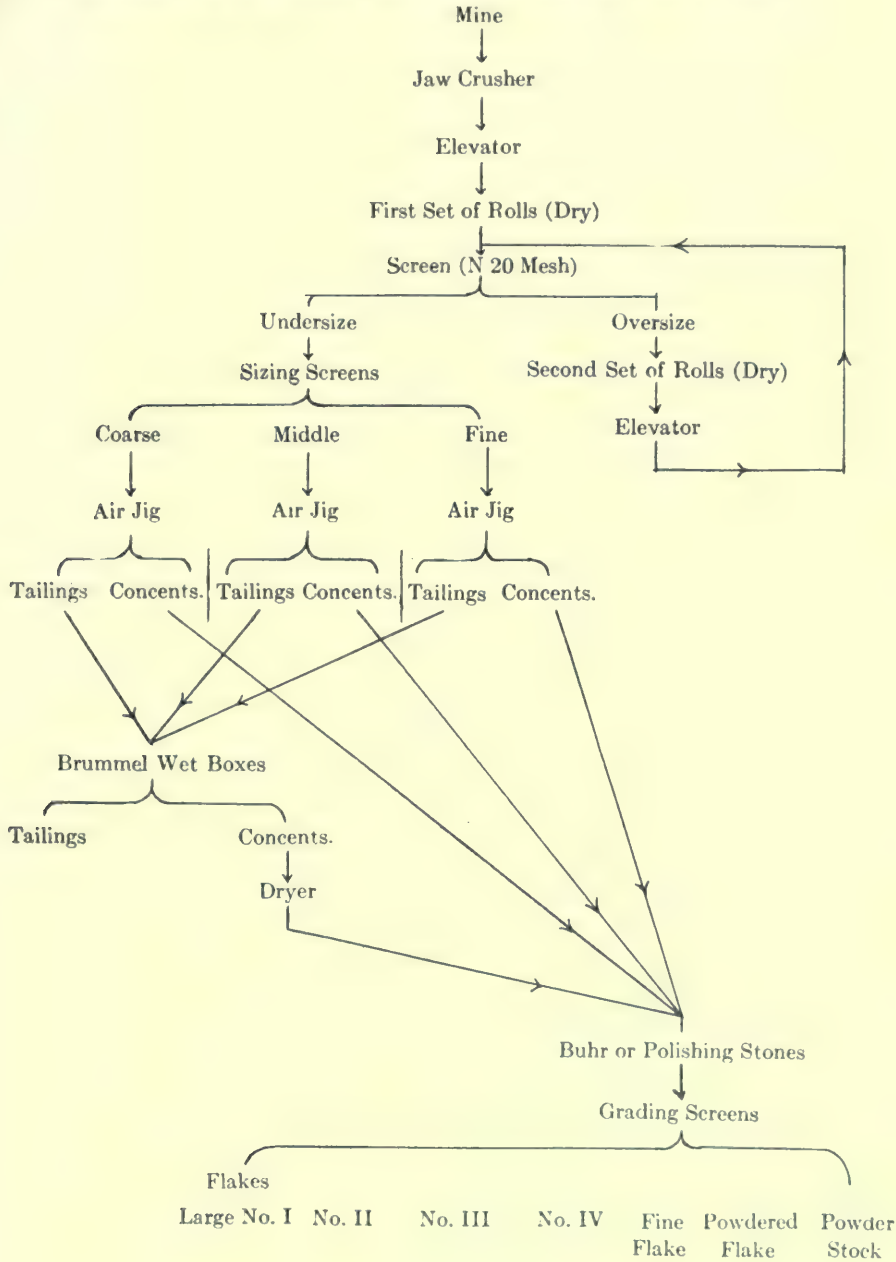 Mine
Jaw Crusher
Elevator
First Set of Rolls (Dry)
Screen (N 20 Mesh)
Undersize Oversize
Sizing Screens Second Set of Rolls (Dry)
Coarse Middle Fine Elevator
Air Jig Air Jig Air Jig
Tailings Concents. Tailings Concents. Tailings Concents.
Brummel Wet Boxes
Tailings Concents.
Dryer
Buhr or Polishing Stones
Grading Screens
Flakes
Large No. I No. II No. III No. IV Fine Powdered Powder
Flake Flake Stock